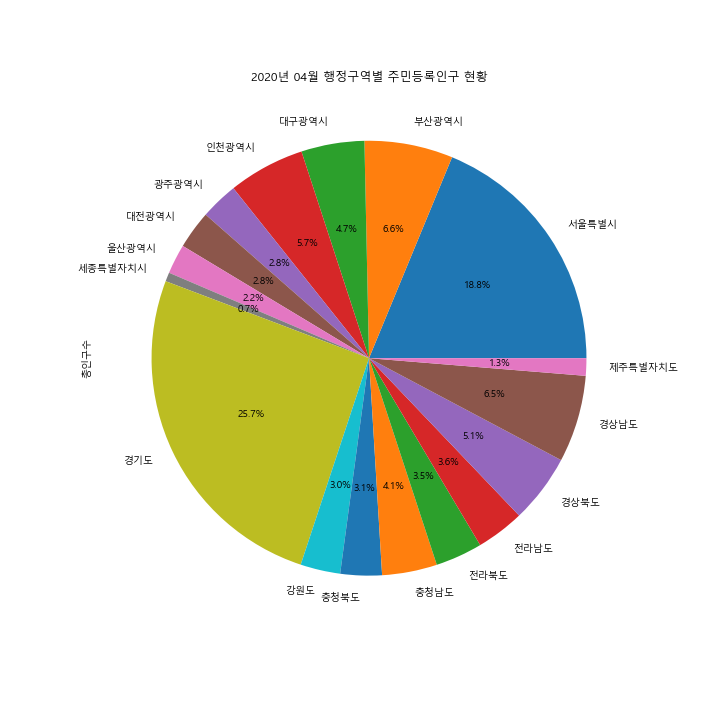 2020년 04월 행정구역별 주민등록인구 현황
서울특별시
18.8%
부산광역시
6.6%
대구광역시
4.7%
인천광역시
5.7%
광주광역시
2.8%
대전광역시
2.8%
울산광역시
2.2%
세종특별자치시
0.7%
경기도
25.7%
강원도
3.0%
충청북도
3.1%
충청남도
4.1%
전라북도
3.5%
전라남도
3.6%
경상북도
5.1%
경상남도
6.5%
제주특별자치도
1.3%
총인구수